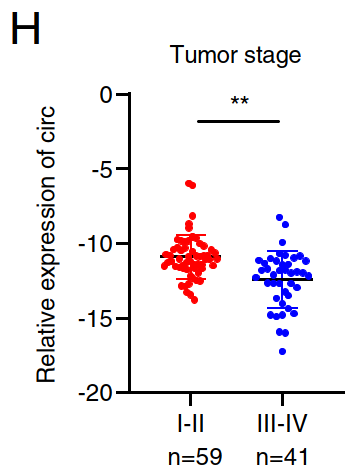 H
Tumor stage
**
Relative expression of circ
0
-5
-10
-15
-20
I-II
III-IV
n=59
n=41